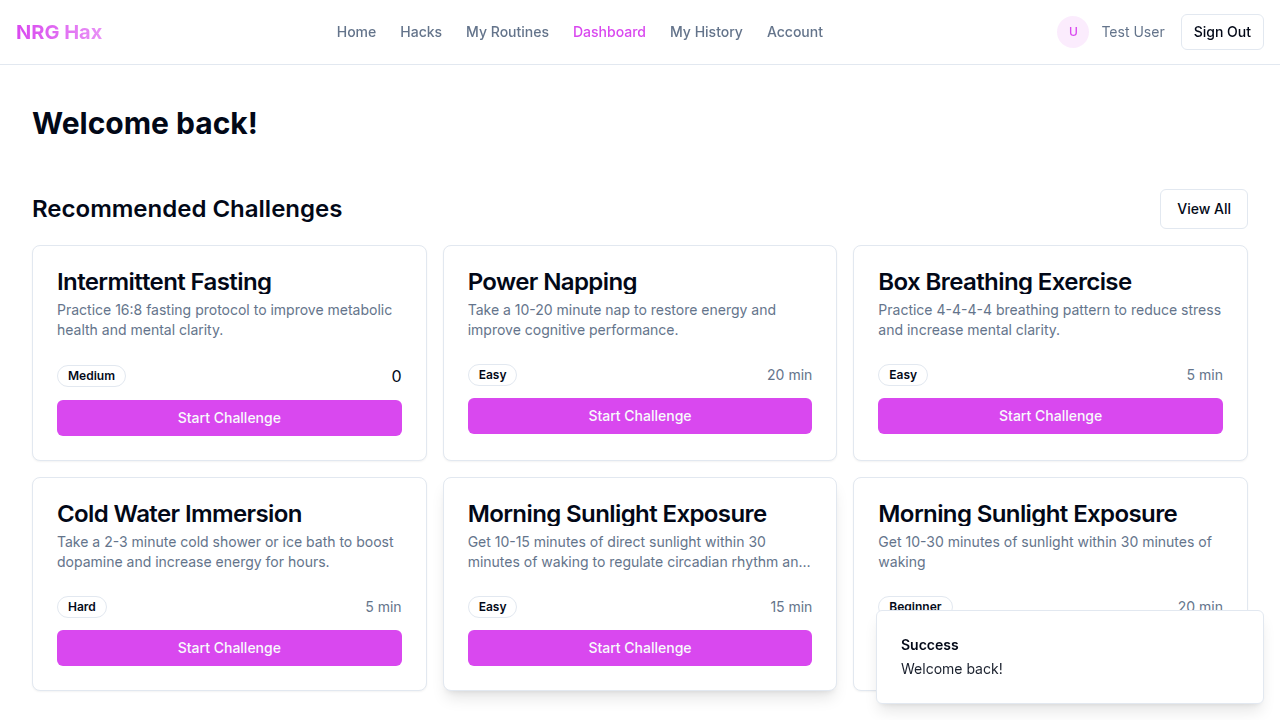 NRG Hax
Home
Hacks
My Routines
Dashboard
My History
Account
U
Test User
Sign Out
Welcome back!
Recommended Challenges
View All
Intermittent Fasting
Practice 16:8 fasting protocol to improve metabolic
health and mental clarity.
Medium
0
Start Challenge
Power Napping
Take a 10-20 minute nap to restore energy and
improve cognitive performance.
Easy
20 min
Start Challenge
Box Breathing Exercise
Practice 4-4-4-4 breathing pattern to reduce stress
and increase mental clarity.
Easy
5 min
Start Challenge
Cold Water Immersion
Take a 2-3 minute cold shower or ice bath to boost
dopamine and increase energy for hours.
Hard
5 min
Start Challenge
Morning Sunlight Exposure
Get 10-15 minutes of direct sunlight within 30
minutes of waking to regulate circadian rhythm an...
Easy
15 min
Start Challenge
Morning Sunlight Exposure
Get 10-30 minutes of sunlight within 30 minutes of
waking
Beginner
20 min
Success
Welcome back!